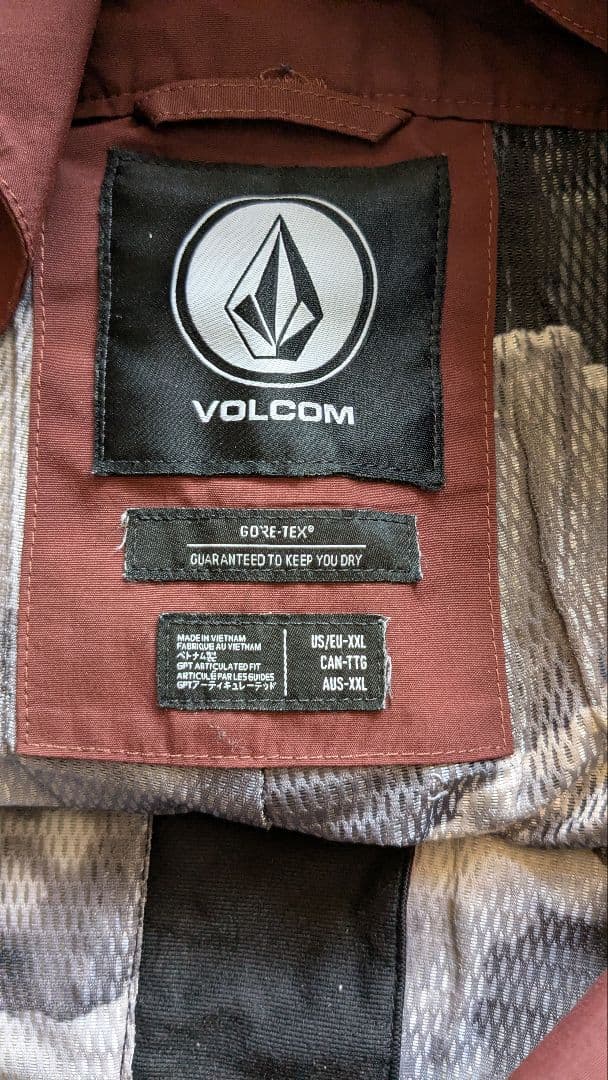 VOLCOM
GORE-TEX®
GUARANTEED TO KEEP YOU DRY
MADE IN VIETNAM
FABRIQUE AU VIETNAM
ベトナム製
GPT ARTICULATED FIT
ARTICULÉ PAR LES GUIDES
GPTアーティキュレーテッド
US/EU-XXL
CAN-TTG
AUS-XXL